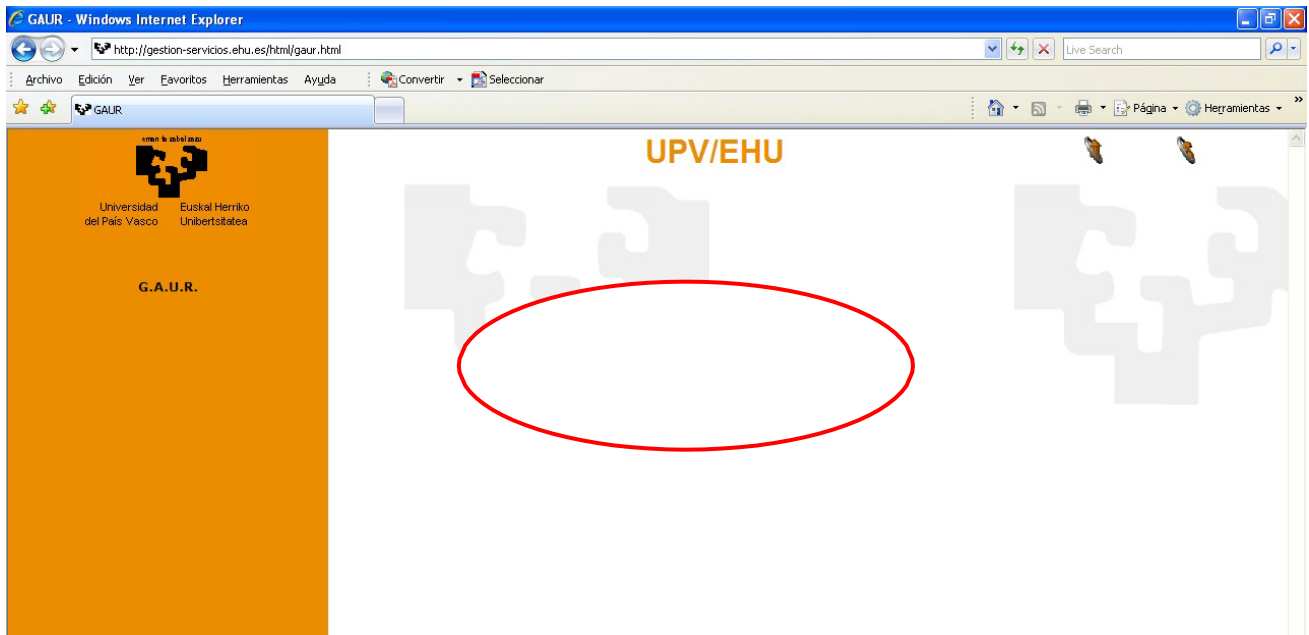 GAUR - Windows Internet Explorer
http://gestion-servicios.ehu.es/html/gaur.html
Live Search
Archivo Edición Ver Favoritos Herramientas Ayuda Convertir Seleccionar
GAUR
Página Herramientas
UPV/EHU
Universidad Euskal Herriko
del País Vasco Unibertsitatea
G.A.U.R.